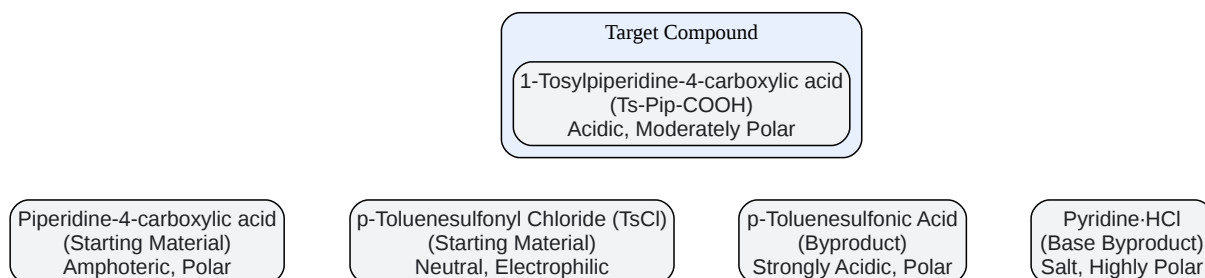 Target Compound
1-Tosylpiperidine-4-carboxylic acid
(Ts-Pip-COOH)
Acidic, Moderately Polar
Piperidine-4-carboxylic acid
(Starting Material)
Amphoteric, Polar
p-Toluenesulfonyl Chloride (TsCl)
(Starting Material)
Neutral, Electrophilic
p-Toluenesulfonic Acid
(Byproduct)
Strongly Acidic, Polar
Pyridine·HCl
(Base Byproduct)
Salt, Highly Polar